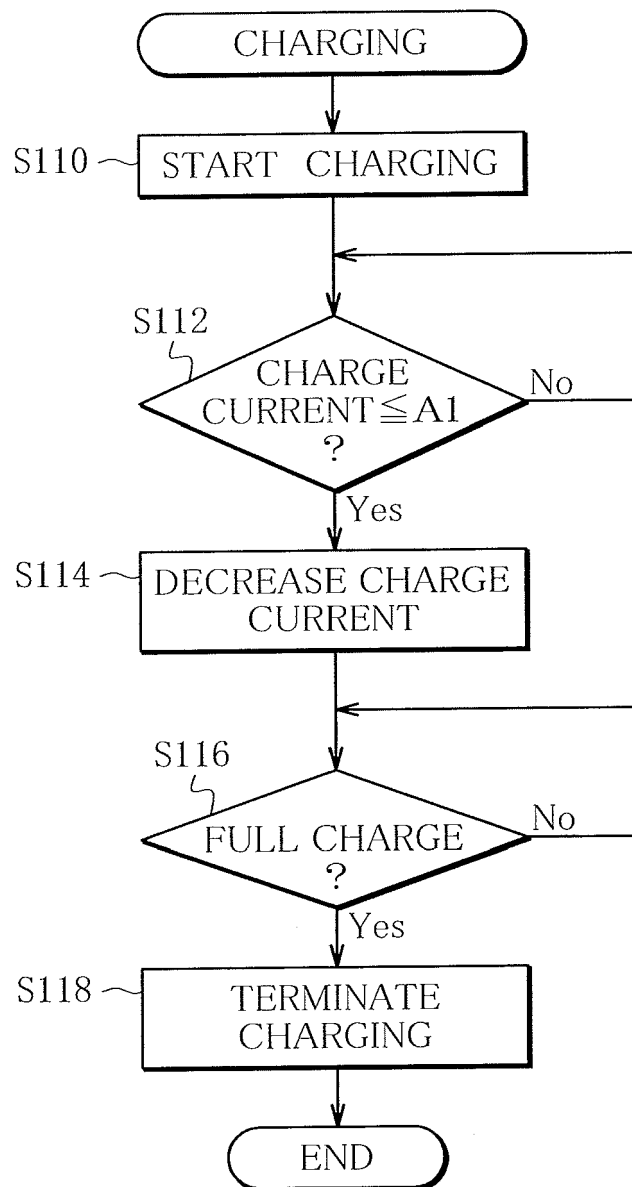 CHARGING
S110
START CHARGING
S112
CHARGE
CURRENT≦A1
?
No
Yes
S114
DECREASE CHARGE
CURRENT
S116
FULL CHARGE
?
No
Yes
S118
TERMINATE
CHARGING
END